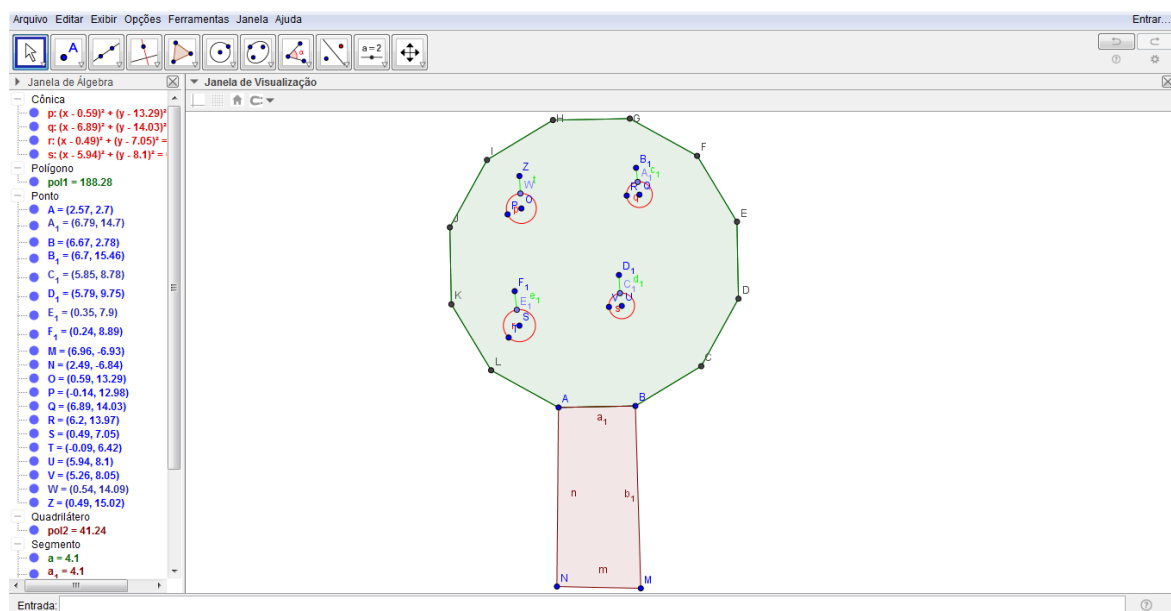 Arquivo Editar Exibir Opções Ferramentas Janela Ajuda
Entrar...
A
a = 2
Janela de Álgebra
Janela de Visualização
Cônica
p: (x - 0.59)² + (y - 13.29)²
q: (x - 6.89)² + (y - 14.03)²
r: (x - 0.49)² + (y - 7.05)² =
s: (x - 5.94)² + (y - 8.1)² =
Polígono
pol1 = 188.28
Ponto
A = (2.57, 2.7)
A₁ = (6.79, 14.7)
B = (6.67, 2.78)
B₁ = (6.7, 15.46)
C₁ = (5.85, 8.78)
D₁ = (5.79, 9.75)
E₁ = (0.35, 7.9)
F₁ = (0.24, 8.89)
M = (6.96, -6.93)
N = (2.49, -6.84)
O = (0.59, 13.29)
P = (-0.14, 12.98)
Q = (6.89, 14.03)
R = (6.2, 13.97)
S = (0.49, 7.05)
T = (-0.09, 6.42)
U = (5.94, 8.1)
V = (5.26, 8.05)
W = (0.54, 14.09)
Z = (0.49, 15.02)
Quadrilátero
pol2 = 41.24
Segmento
a = 4.1
a₁ = 4.1
H
G
I
F
Z
B₁
W
A₁
c₁
O
P
p
R
Q
q
J
E
F₁
e₁
D₁
d₁
E₁
C₁
D
K
S
V
U
s
L
C
A
B
a₁
n
b₁
m
N
M
Entrada: